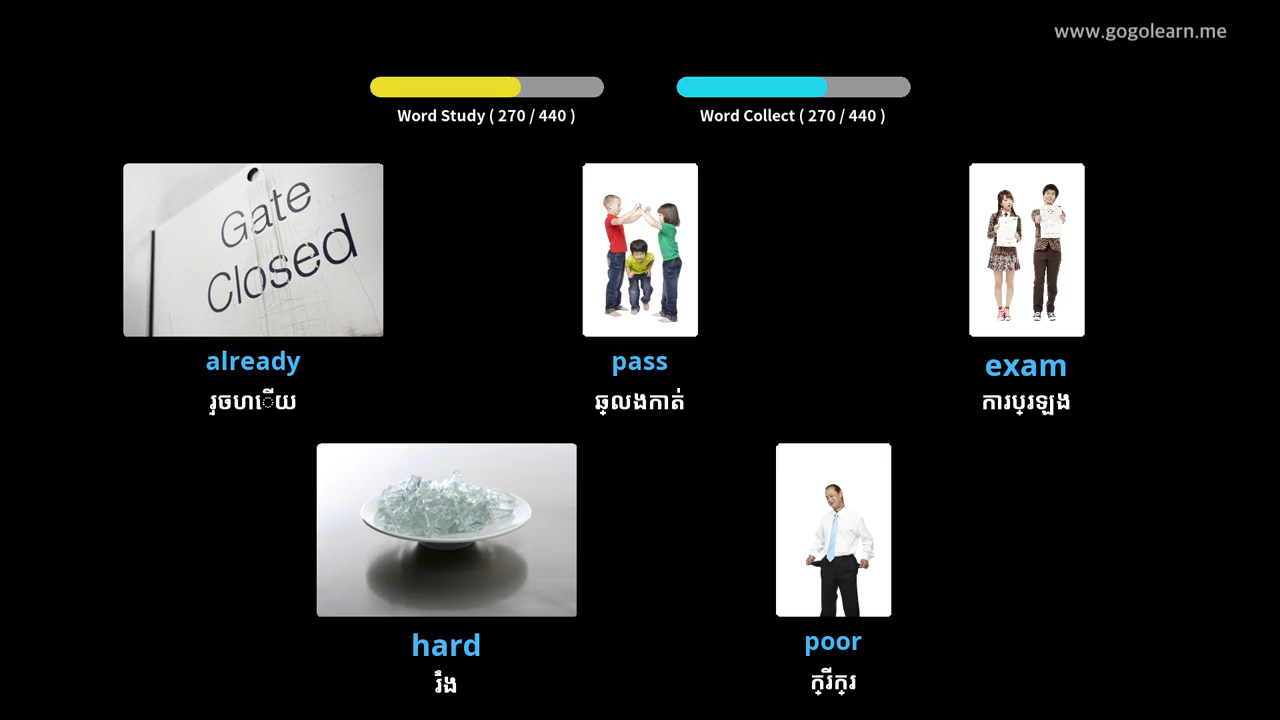 www.gogolearn.me
Word Study ( 270 / 440 )
Word Collect ( 270 / 440 )
Gate
Closed
already
រួចហើយ
pass
ឆ្លងកាត់
exam
ការប្រឡង
hard
រឹង
poor
ក្រីក្រ